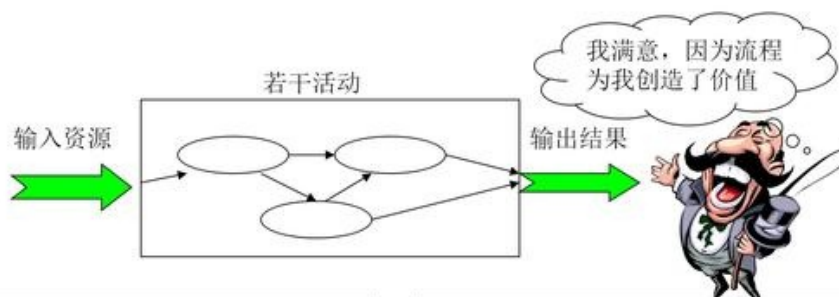 我满意，因为流程
为我创造了价值
若干活动
输入资源
输出结果